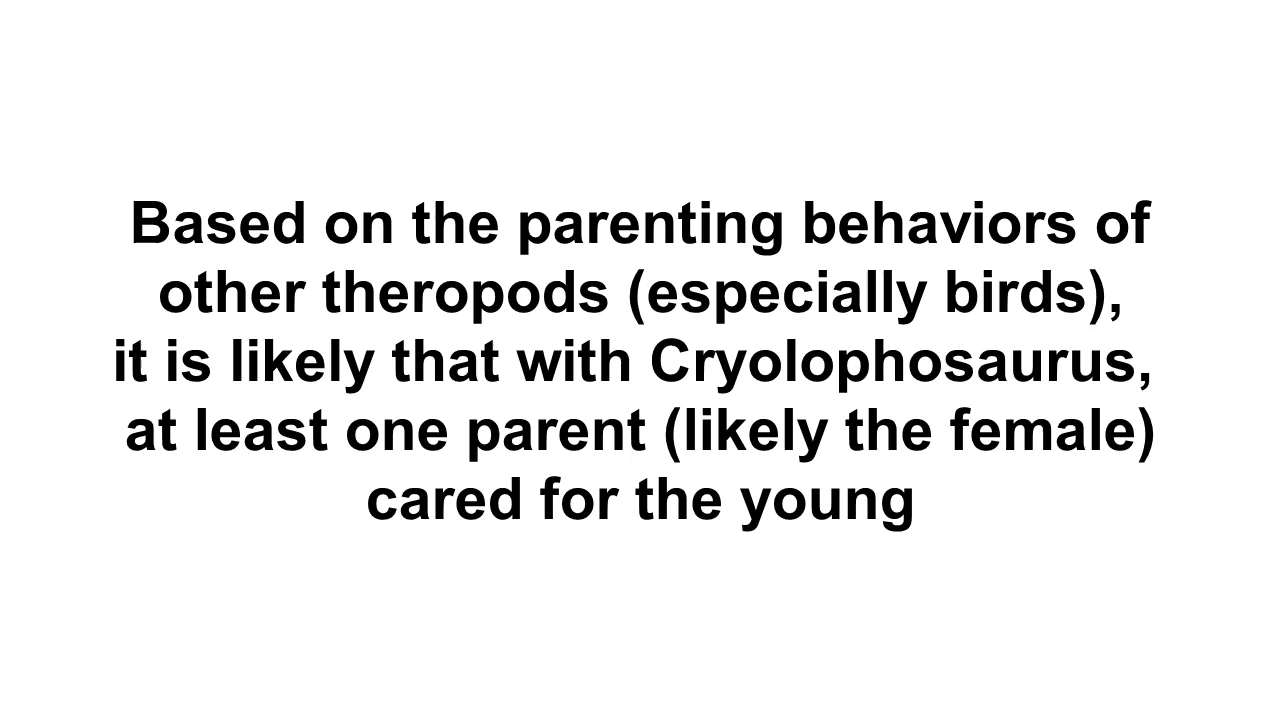 Based on the parenting behaviors of
other theropods (especially birds),
it is likely that with Cryolophosaurus,
at least one parent (likely the female)
cared for the young